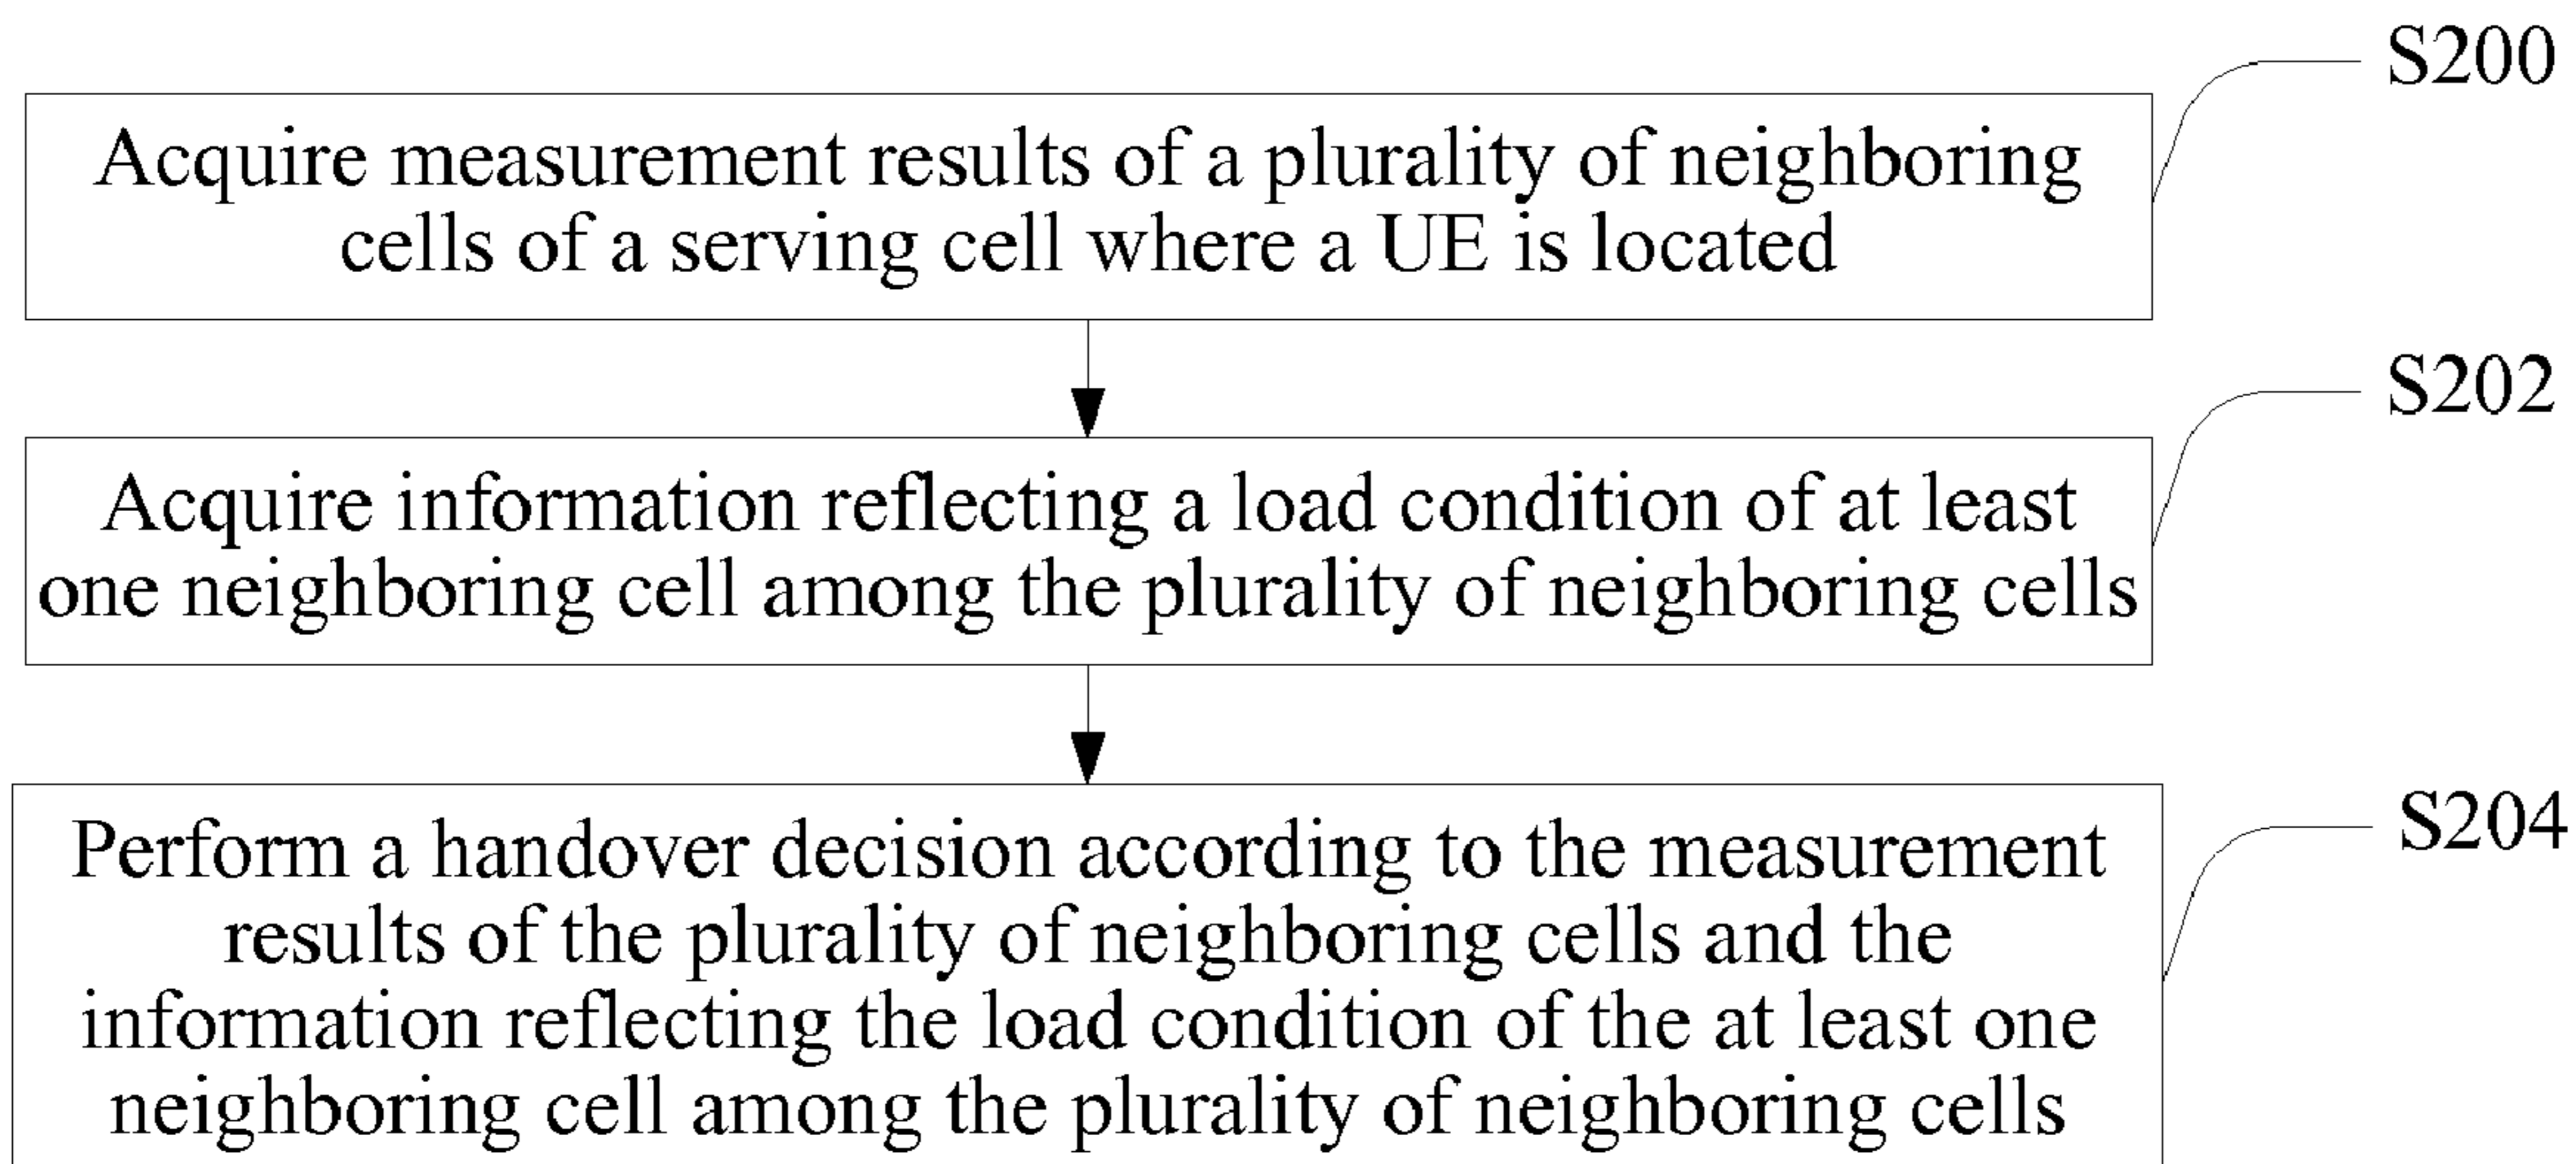 S200
Acquire measurement results of a plurality of neighboring
cells of a serving cell where a UE is located
S202
Acquire information reflecting a load condition of at least
one neighboring cell among the plurality of neighboring cells
S204
Perform a handover decision according to the measurement
results of the plurality of neighboring cells and the
information reflecting the load condition of the at least one
neighboring cell among the plurality of neighboring cells